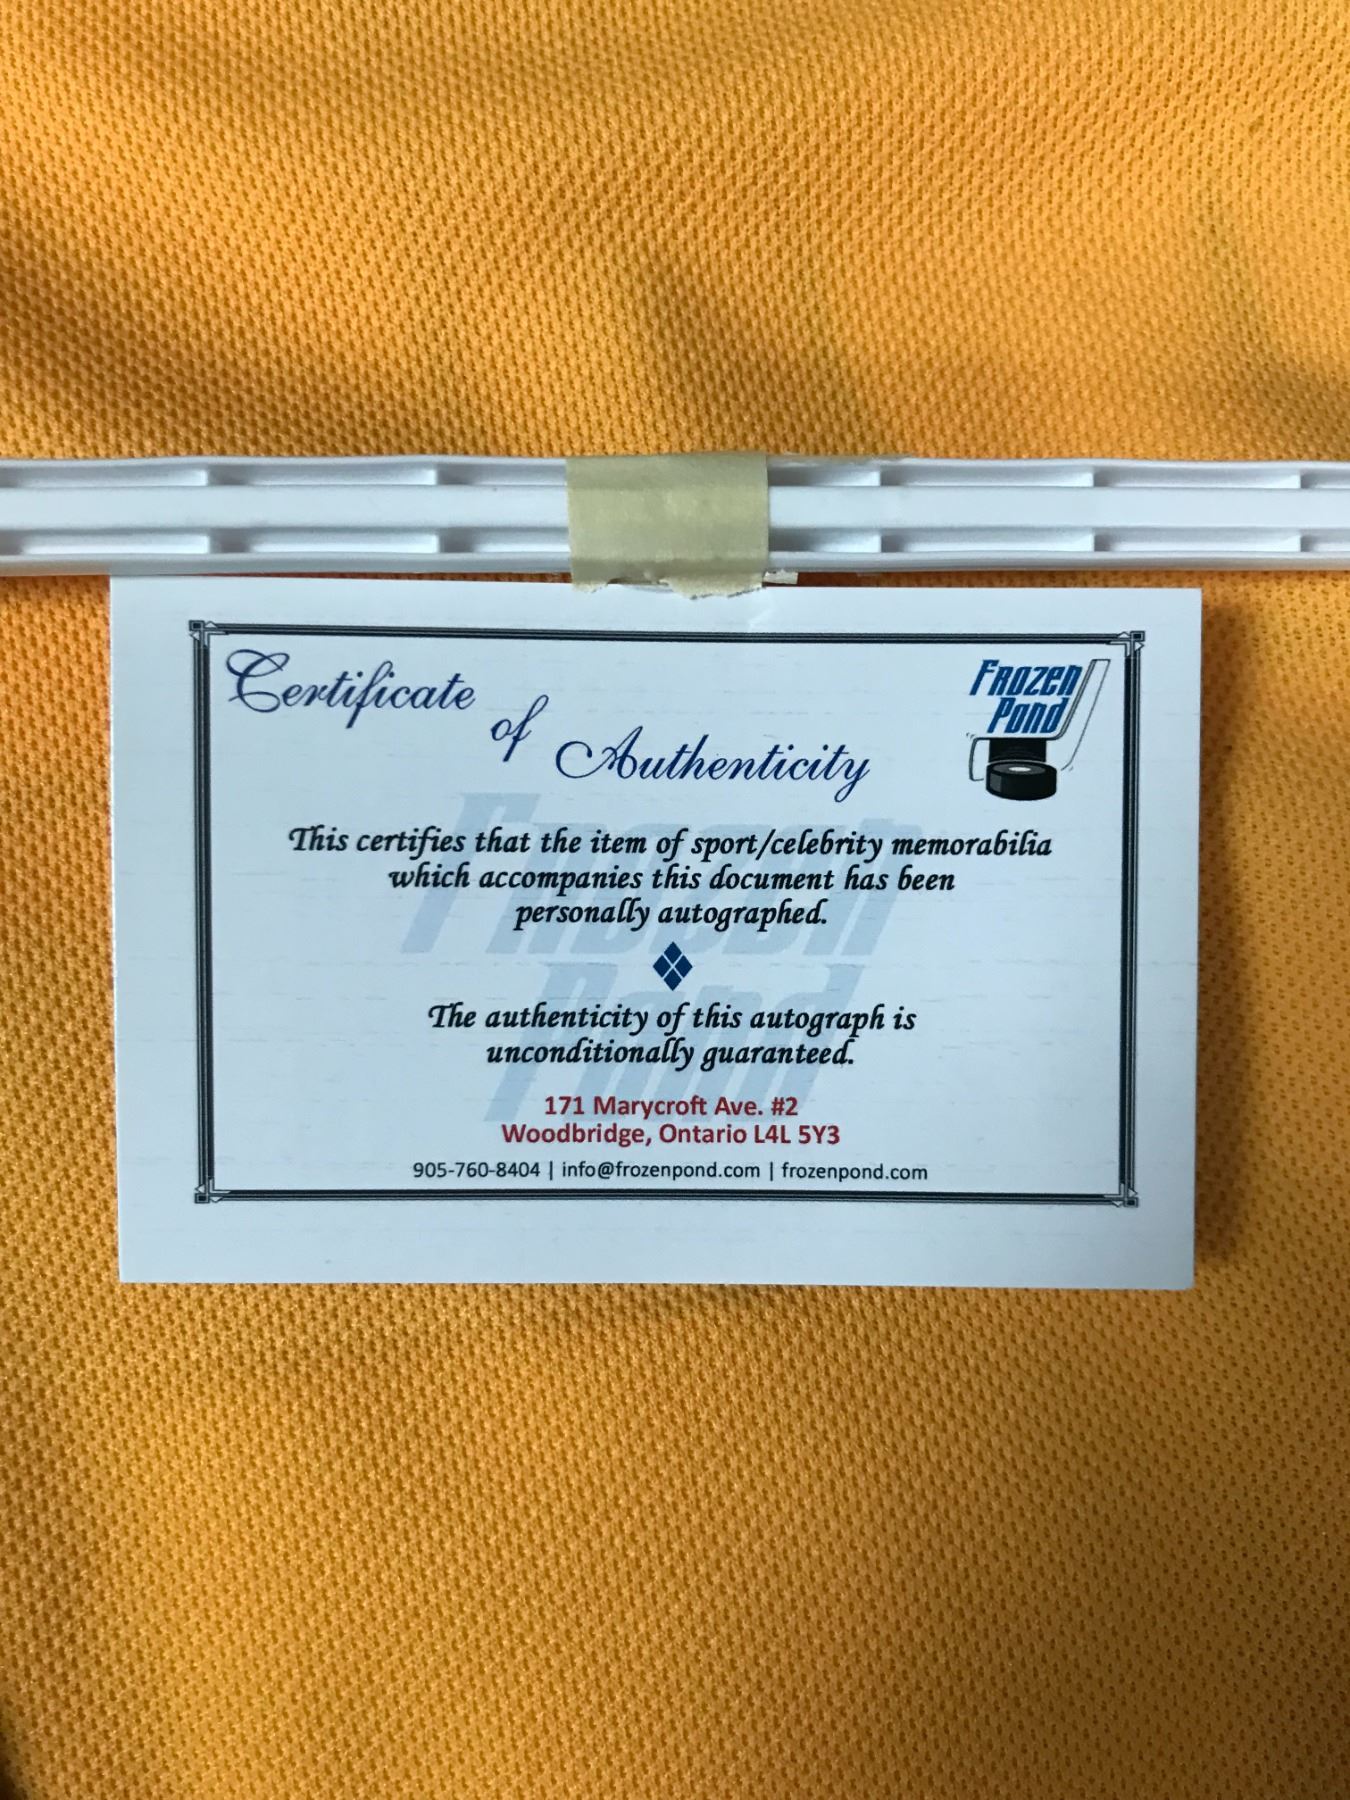 Certificate
of
Authenticity
Frozen
Pond
This certifies that the item of sport/celebrity memorabilia
which accompanies this document has been
personally autographed.
The authenticity of this autograph is
unconditionally guaranteed.
171 Marycroft Ave. #2
Woodbridge, Ontario L4L 5Y3
905-760-8404 | info@frozenpond.com | frozenpond.com
Frozen
Pond